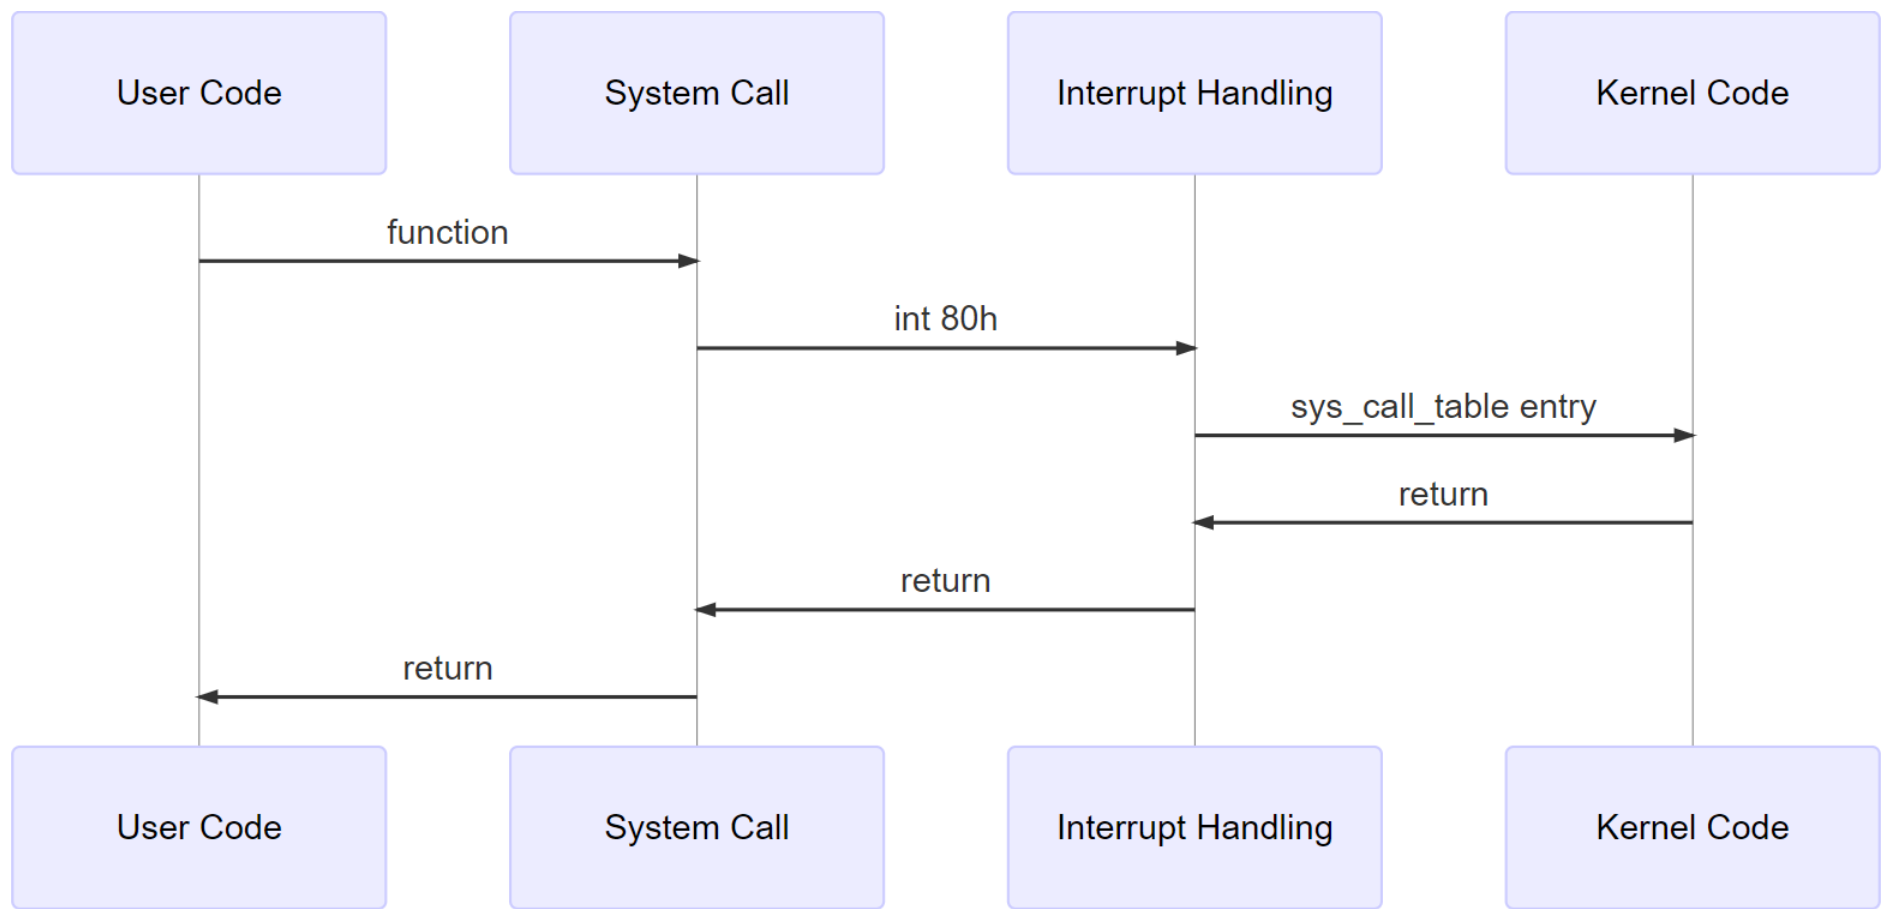 User Code
System Call
Interrupt Handling
Kernel Code
function
int 80h
sys_call_table entry
return
return
return
User Code
System Call
Interrupt Handling
Kernel Code